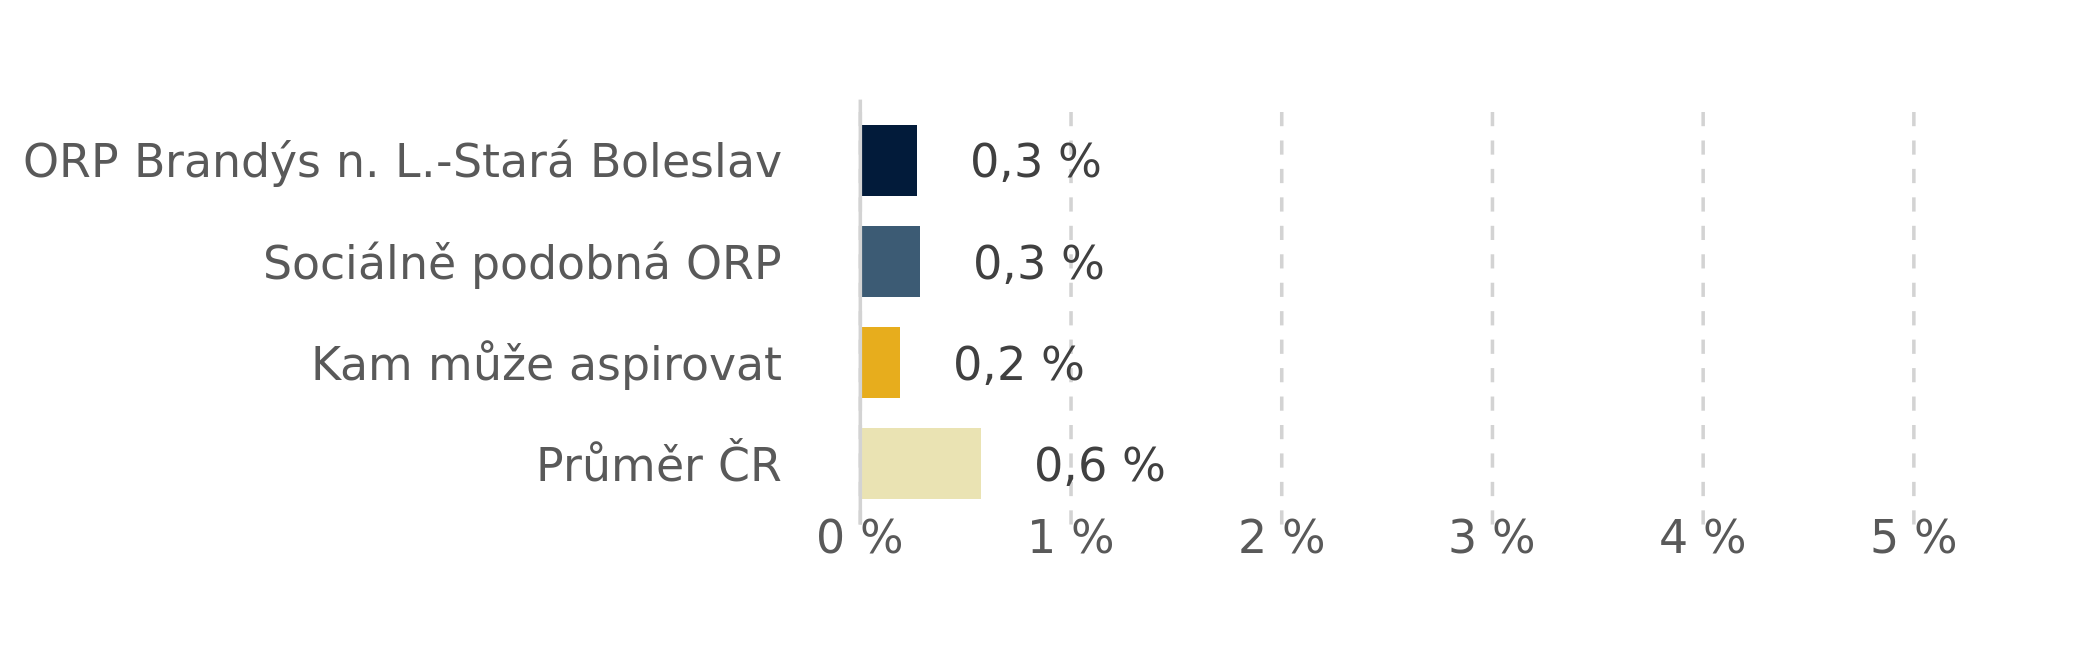 ORP Brandýs n. L.-Stará Boleslav 0,3 %
Sociálně podobná ORP 0,3 %
Kam může aspirovat 0,2 %
Průměr ČR 0,6 %
0 % 1 % 2 % 3 % 4 % 5 %